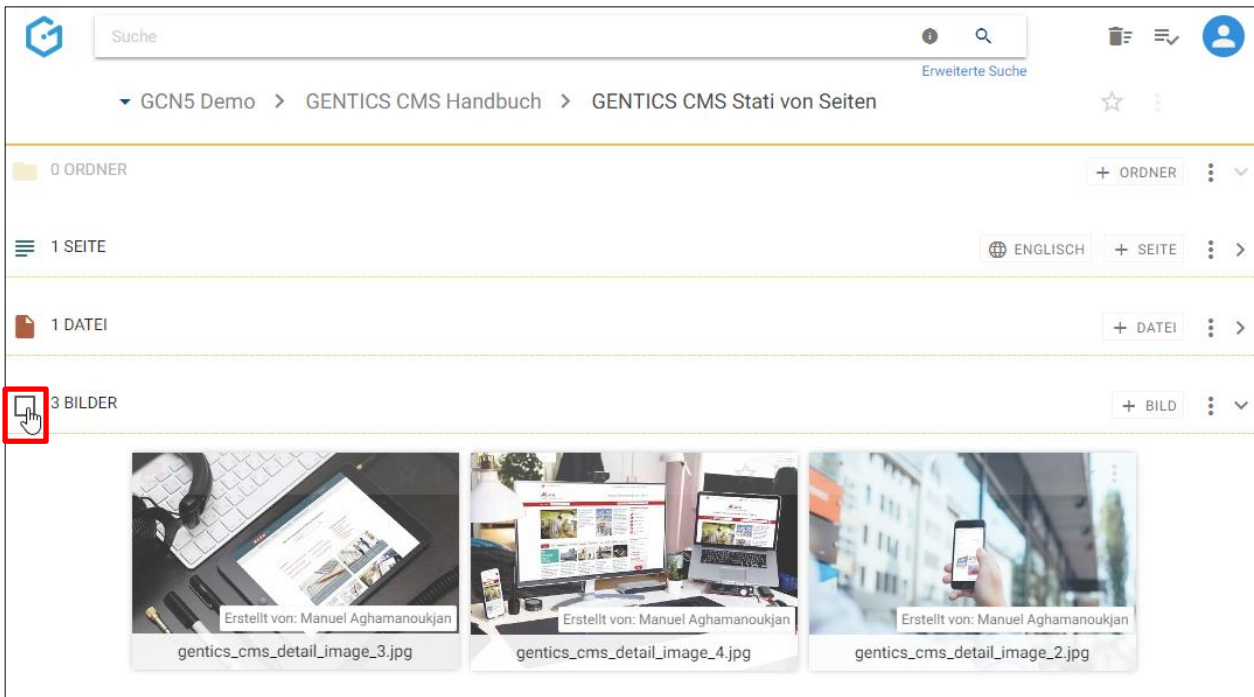 Suche
Erweiterte Suche
GCN5 Demo > GENTICS CMS Handbuch > GENTICS CMS Stati von Seiten
0 ORDNER + ORDNER
1 SEITE ENGLISCH + SEITE
1 DATEI + DATEI
3 BILDER + BILD
Erstellt von: Manuel Aghamanoukjan Erstellt von: Manuel Aghamanoukjan Erstellt von: Manuel Aghamanoukjan
gentics_cms_detail_image_3.jpg gentics_cms_detail_image_4.jpg gentics_cms_detail_image_2.jpg